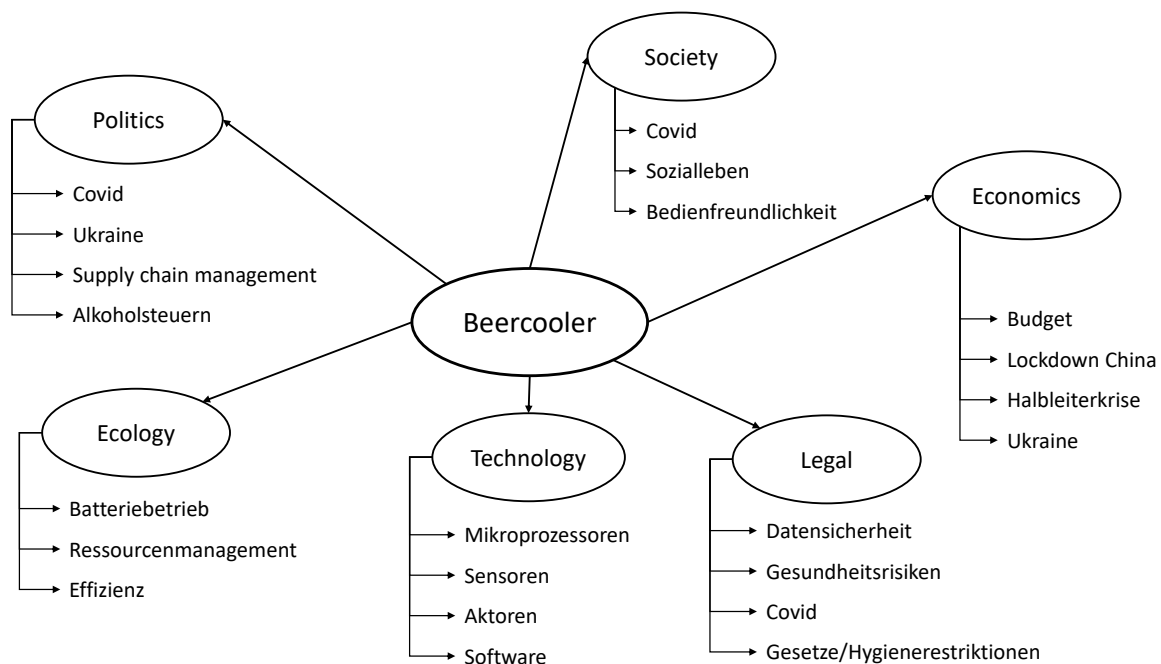 Society
Covid
Sozialleben
Bedienfreundlichkeit
Politics
Covid
Ukraine
Supply chain management
Alkoholsteuern
Economics
Budget
Lockdown China
Halbleiterkrise
Ukraine
Beercooler
Ecology
Batteriebetrieb
Ressourcenmanagement
Effizienz
Technology
Mikroprozessoren
Sensoren
Aktoren
Software
Legal
Datensicherheit
Gesundheitsrisiken
Covid
Gesetze/Hygienerestriktionen